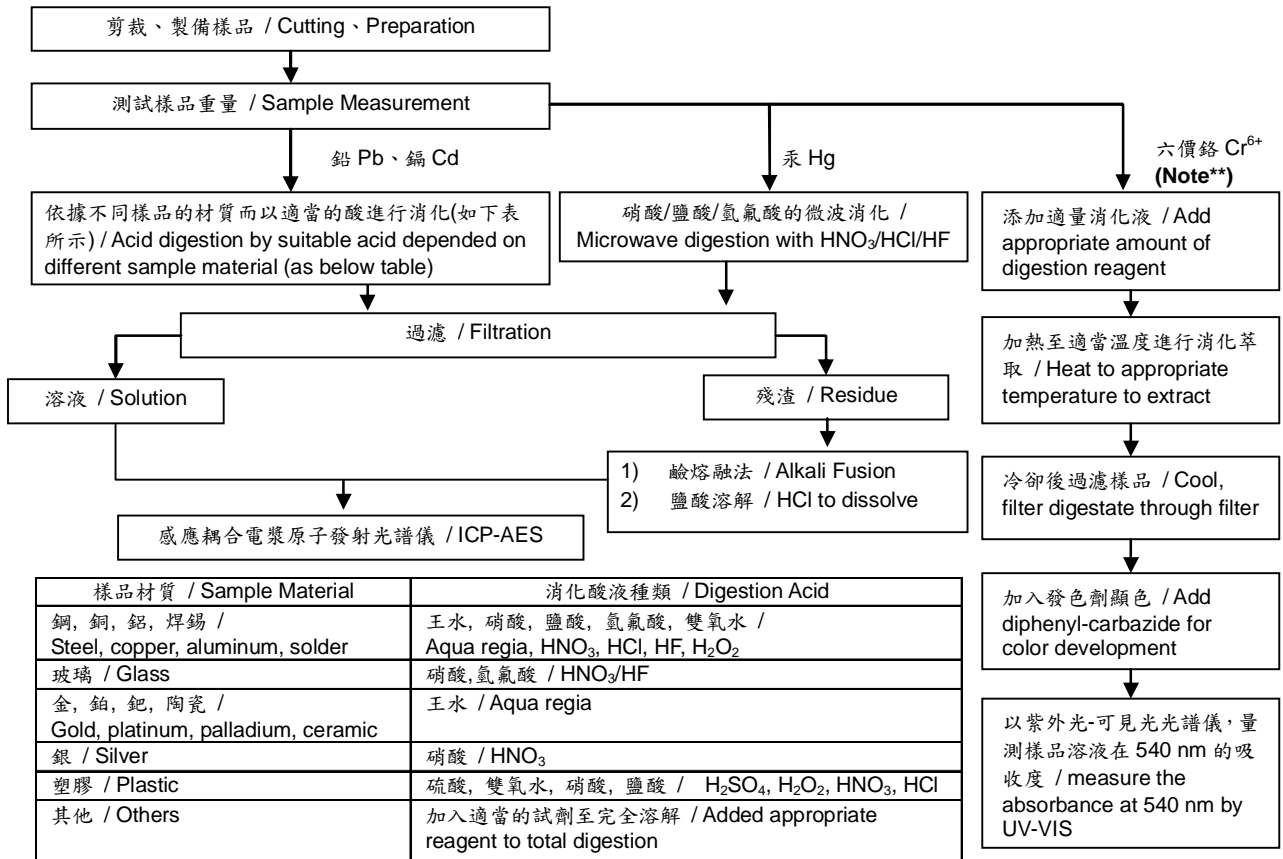 剪裁、製備樣品 / Cutting、Preparation
測試樣品重量 / Sample Measurement
鉛 Pb、鎘 Cd
汞 Hg
六價鉻 Cr⁶⁺
(Note**)
依據不同樣品的材質而以適當的酸進行消化(如下表
所示) / Acid digestion by suitable acid depended on
different sample material (as below table)
硝酸/鹽酸/氫氟酸的微波消化 /
Microwave digestion with HNO₃/HCl/HF
添加適量消化液 / Add
appropriate amount of
digestion reagent
過濾 / Filtration
加熱至適當溫度進行消化萃
取 / Heat to appropriate
temperature to extract
溶液 / Solution
殘渣 / Residue
1) 鹼熔融法 / Alkali Fusion
2) 鹽酸溶解 / HCl to dissolve
冷卻後過濾樣品 / Cool,
filter digestate through filter
感應耦合電漿原子發射光譜儀 / ICP-AES
加入發色劑顯色 / Add
diphenyl-carbazide for
color development
以紫外光-可見光光譜儀，量
測樣品溶液在 540 nm 的吸
收度 / measure the
absorbance at 540 nm by
UV-VIS
樣品材質 / Sample Material
消化酸液種類 / Digestion Acid
鋼, 銅, 鋁, 焊錫 /
Steel, copper, aluminum, solder
王水, 硝酸, 鹽酸, 氫氟酸, 雙氧水 /
Aqua regia, HNO₃, HCl, HF, H₂O₂
玻璃 / Glass
硝酸,氫氟酸 / HNO₃/HF
金, 鉑, 鈀, 陶瓷 /
Gold, platinum, palladium, ceramic
王水 / Aqua regia
銀 / Silver
硝酸 / HNO₃
塑膠 / Plastic
硫酸, 雙氧水, 硝酸, 鹽酸 / H₂SO₄, H₂O₂, HNO₃, HCl
其他 / Others
加入適當的試劑至完全溶解 / Added appropriate
reagent to total digestion